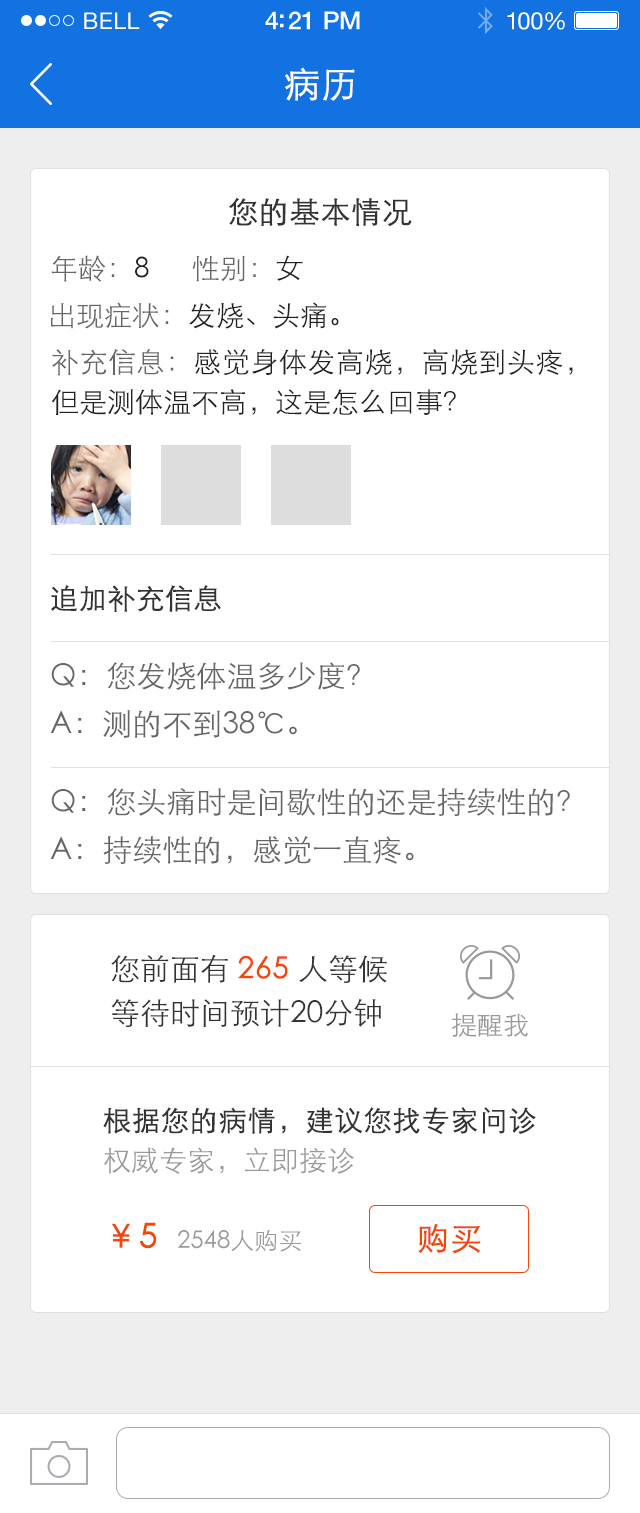 BELL 4:21 PM 100%
病历
您的基本情况
年龄：8 性别：女
出现症状：发烧、头痛。
补充信息：感觉身体发高烧，高烧到头疼，
但是测体温不高，这是怎么回事？
追加补充信息
Q：您发烧体温多少度？
A：测的不到38℃。
Q：您头痛时是间歇性的还是持续性的？
A：持续性的，感觉一直疼。
您前面有 265 人等候
等待时间预计20分钟
提醒我
根据您的病情，建议您找专家问诊
权威专家，立即接诊
¥ 5 2548人购买 购买